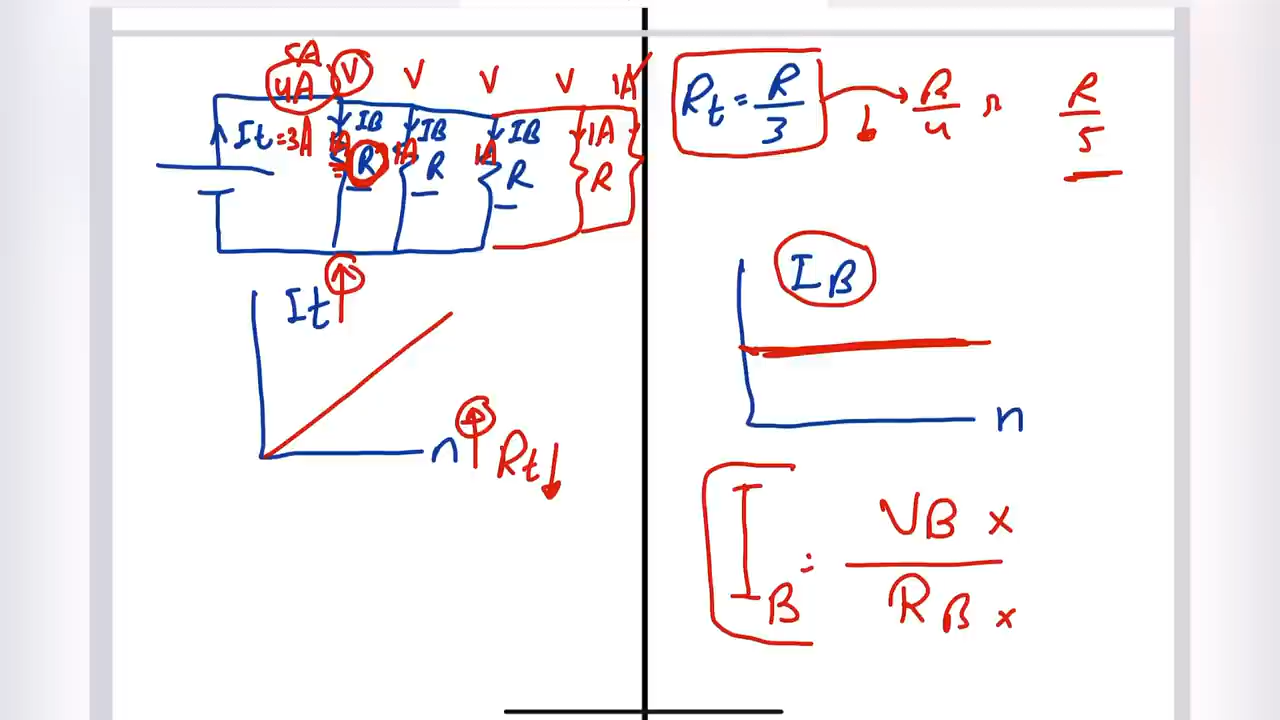 5A
4A V V V V 1A
It=3A IB IB IB 1A
1A 1A 1A
R R R R
It
n Rt
Rt = R/3 R/4 R/5
IB
n
IB = VB x
RB x